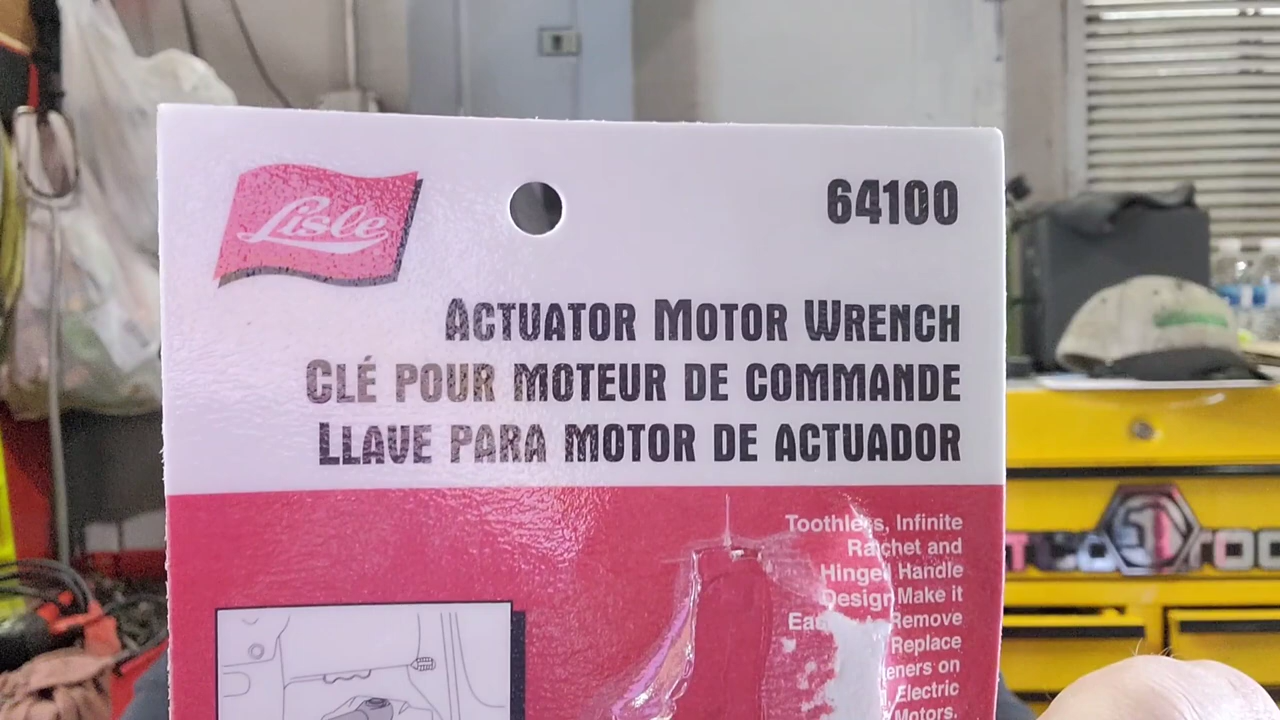 Lisle
64100
ACTUATOR MOTOR WRENCH
CLÉ POUR MOTEUR DE COMMANDE
LLAVE PARA MOTOR DE ACTUADOR
Toothless, Infinite
Ratchet and
Hinged Handle
Design Make it
Remove
Replace
on
Electric
Motors.